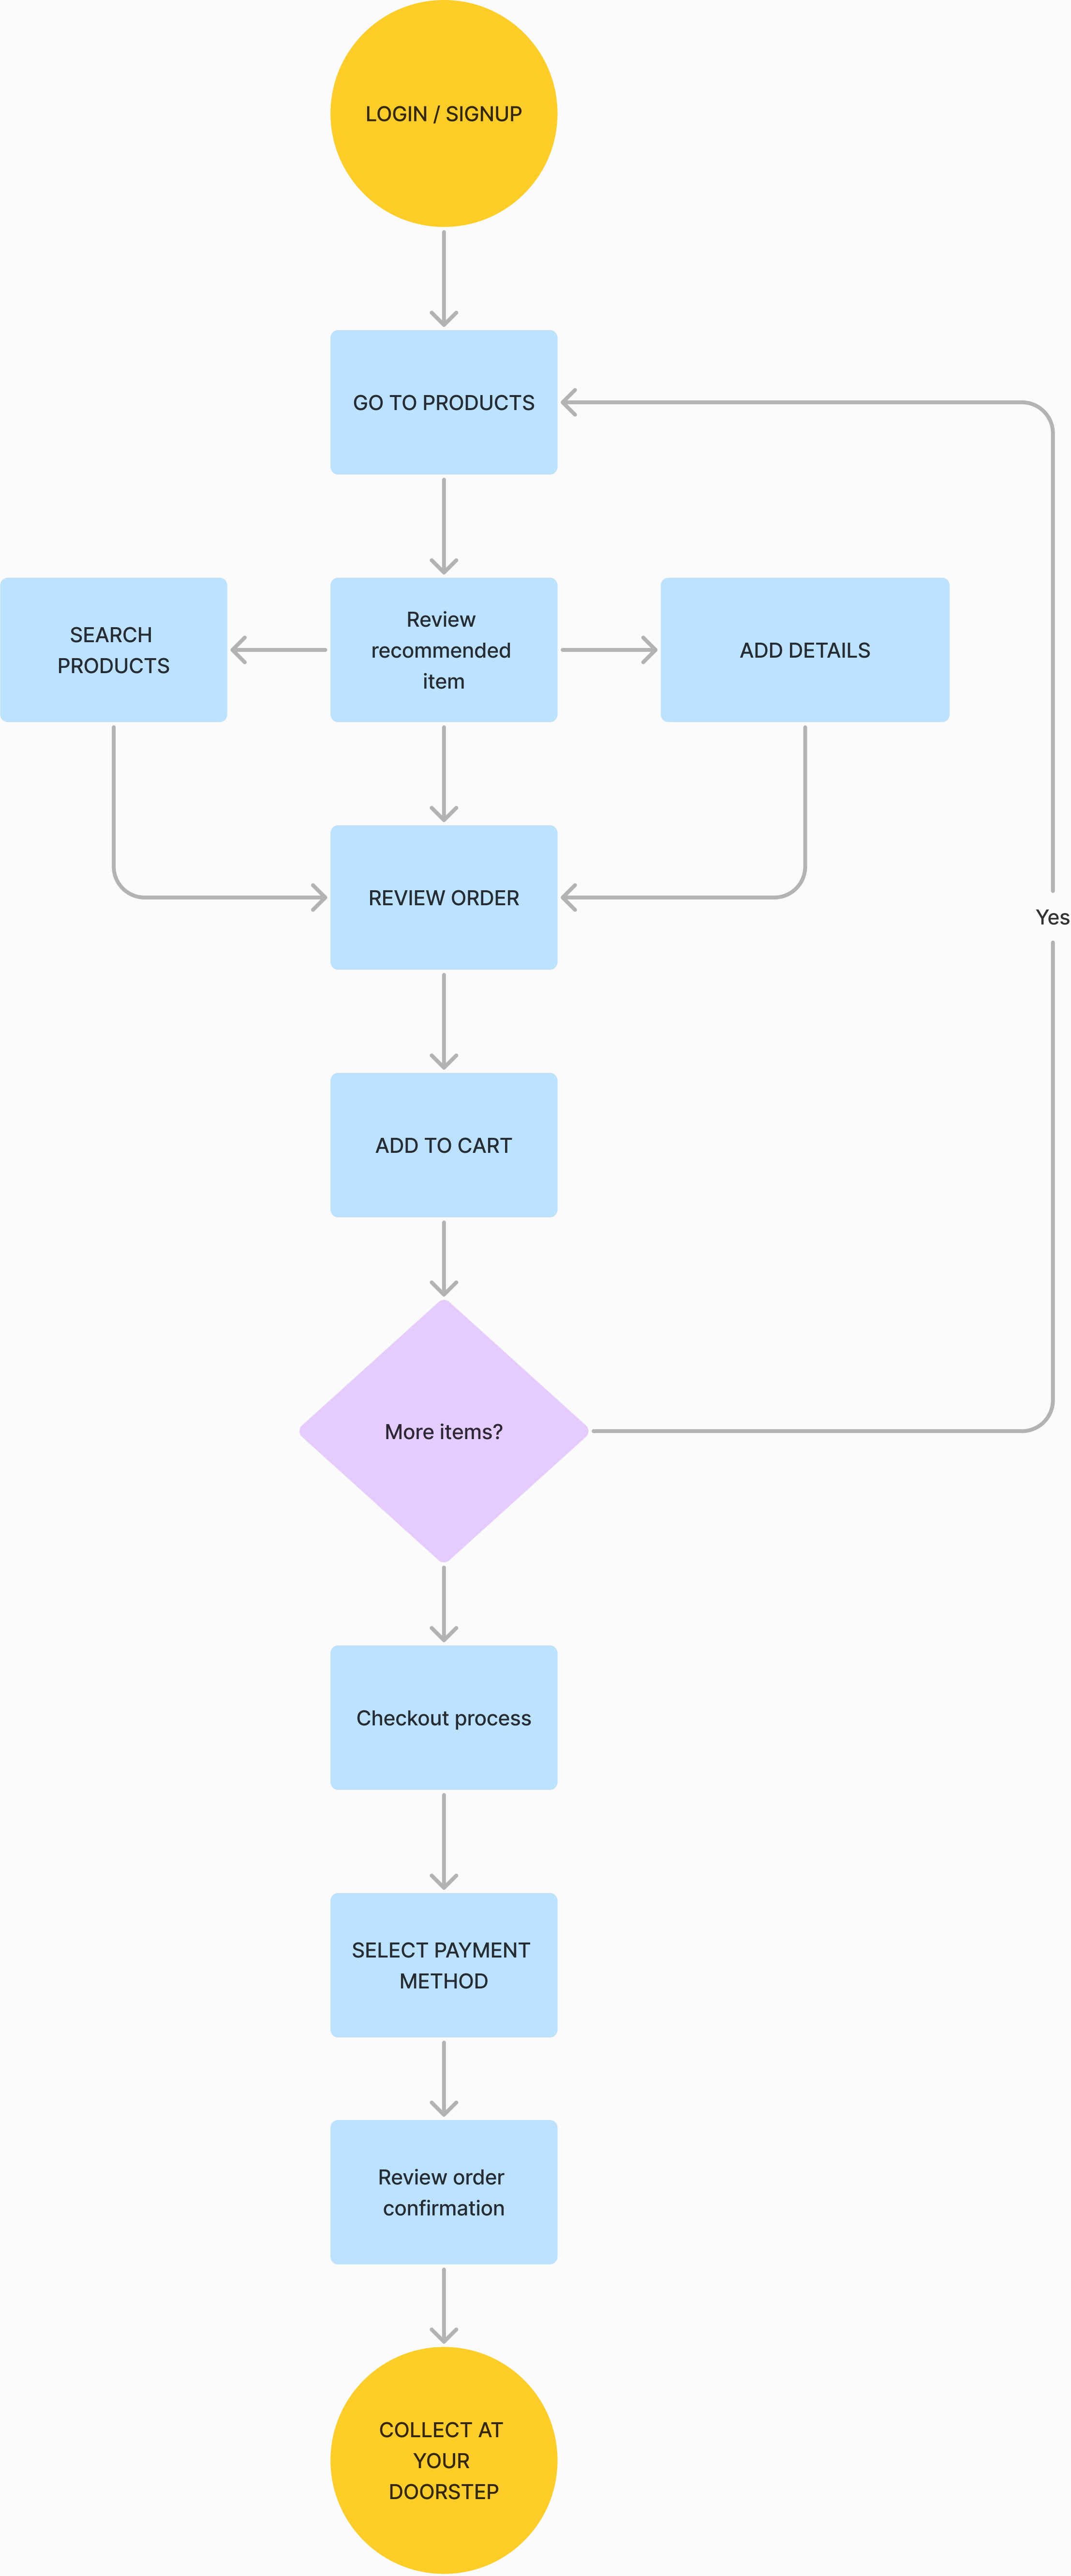 LOGIN / SIGNUP
GO TO PRODUCTS
SEARCH
PRODUCTS
Review
recommended
item
ADD DETAILS
REVIEW ORDER
Yes
ADD TO CART
More items?
Checkout process
SELECT PAYMENT
METHOD
Review order
confirmation
COLLECT AT
YOUR
DOORSTEP